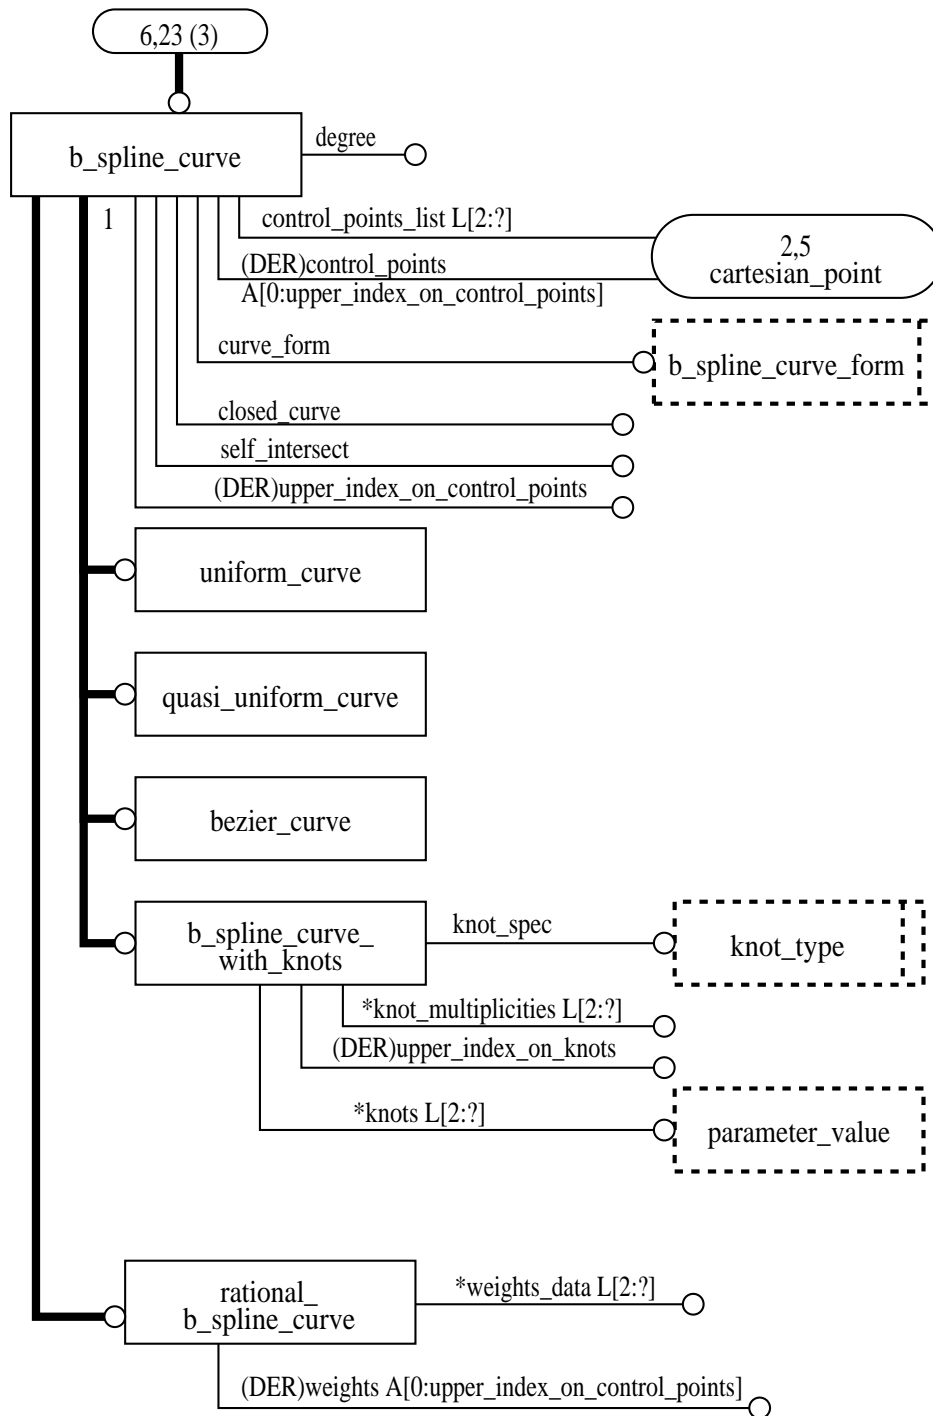 6,23 (3)
b_spline_curve
degree
1
control_points_list L[2:?]
(DER)control_points
A[0:upper_index_on_control_points]
2,5
cartesian_point
curve_form
b_spline_curve_form
closed_curve
self_intersect
(DER)upper_index_on_control_points
uniform_curve
quasi_uniform_curve
bezier_curve
b_spline_curve_
with_knots
knot_spec
knot_type
*knot_multiplicities L[2:?]
(DER)upper_index_on_knots
*knots L[2:?]
parameter_value
rational_
b_spline_curve
*weights_data L[2:?]
(DER)weights A[0:upper_index_on_control_points]